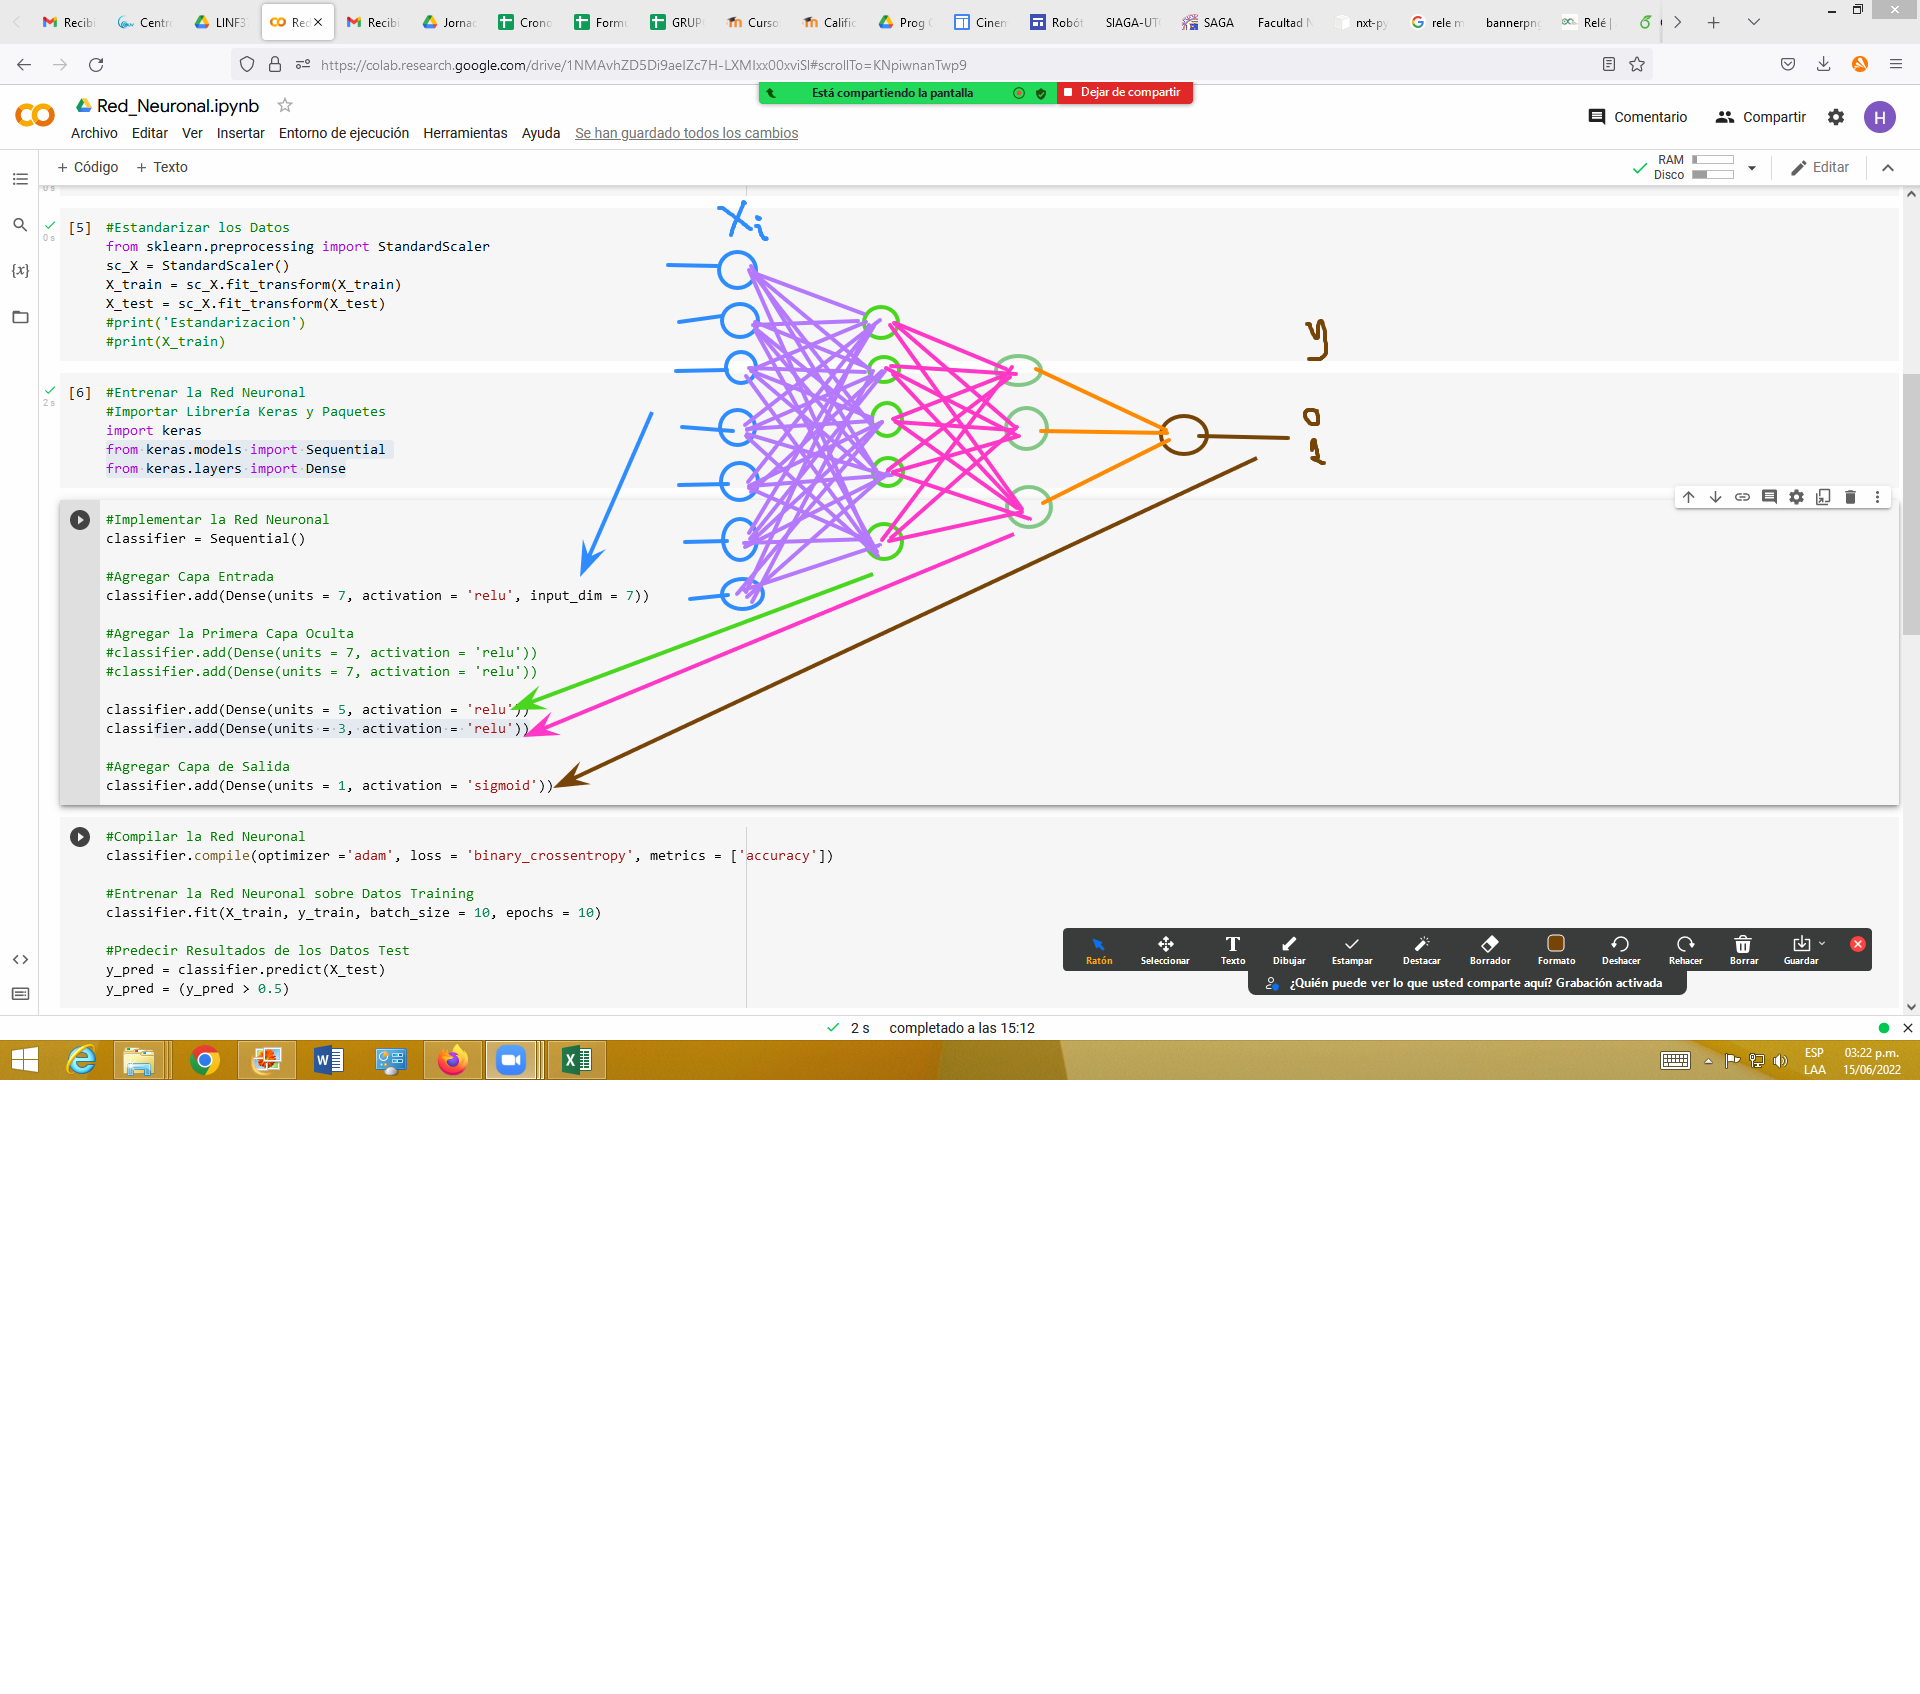 Recibi
Centr
LINF3
Red
Recibi
Jorna
Crono
Formu
GRUP
Curso
Calific
Prog
Cinem
Robót
SIAGA-UT
SAGA
Facultad
nxt-py
rele m
bannerpn
Relé
https://colab.research.google.com/drive/1NMAvhZD5Di9aeIZc7H-LXMIxx00xviSl#scrollTo=KNpiwnanTwp9
Está compartiendo la pantalla
Dejar de compartir
Red_Neuronal.ipynb
Archivo Editar Ver Insertar Entorno de ejecución Herramientas Ayuda Se han guardado todos los cambios
Comentario
Compartir
H
+ Código + Texto
RAM
Disco
Editar
0 s
[5] #Estandarizar los Datos
0 s
from sklearn.preprocessing import StandardScaler
sc_X = StandardScaler()
X_train = sc_X.fit_transform(X_train)
X_test = sc_X.fit_transform(X_test)
#print('Estandarizacion')
#print(X_train)
Xi
y
0
1
[6] #Entrenar la Red Neuronal
2 s
#Importar Librería Keras y Paquetes
import keras
from keras.models import Sequential
from keras.layers import Dense
#Implementar la Red Neuronal
classifier = Sequential()
#Agregar Capa Entrada
classifier.add(Dense(units = 7, activation = 'relu', input_dim = 7))
#Agregar la Primera Capa Oculta
#classifier.add(Dense(units = 7, activation = 'relu'))
#classifier.add(Dense(units = 7, activation = 'relu'))
classifier.add(Dense(units = 5, activation = 'relu'))
classifier.add(Dense(units = 3, activation = 'relu'))
#Agregar Capa de Salida
classifier.add(Dense(units = 1, activation = 'sigmoid'))
#Compilar la Red Neuronal
classifier.compile(optimizer ='adam', loss = 'binary_crossentropy', metrics = ['accuracy'])
#Entrenar la Red Neuronal sobre Datos Training
classifier.fit(X_train, y_train, batch_size = 10, epochs = 10)
#Predecir Resultados de los Datos Test
y_pred = classifier.predict(X_test)
y_pred = (y_pred > 0.5)
Ratón Seleccionar Texto Dibujar Estampar Destacar Borrador Formato Deshacer Rehacer Borrar Guardar
¿Quién puede ver lo que usted comparte aquí? Grabación activada
2 s completado a las 15:12
ESP
LAA
03:22 p.m.
15/06/2022